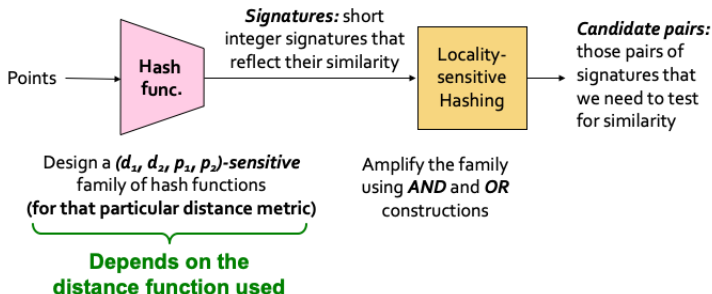 Points
Hash
func.
Signatures: short
integer signatures that
reflect their similarity
Locality-
sensitive
Hashing
Candidate pairs:
those pairs of
signatures that
we need to test
for similarity
Design a (d₁, d₂, p₁, p₂)-sensitive
family of hash functions
(for that particular distance metric)
Amplify the family
using AND and OR
constructions
Depends on the
distance function used